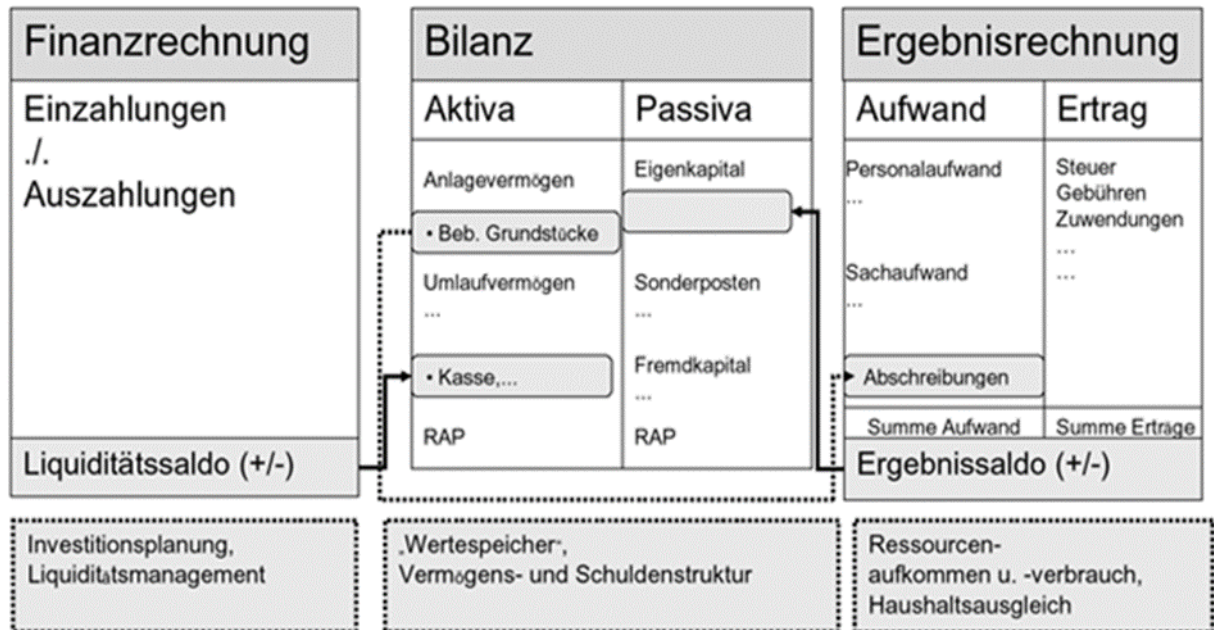 Finanzrechnung
Einzahlungen
./.
Auszahlungen
Liquiditätssaldo (+/-)
Investitionsplanung,
Liquiditätsmanagement
Bilanz
Aktiva
Anlagevermögen
• Beb. Grundstücke
Umlaufvermögen
...
• Kasse,...
RAP
Passiva
Eigenkapital
Sonderposten
...
Fremdkapital
...
RAP
„Wertespeicher“,
Vermögens- und Schuldenstruktur
Ergebnisrechnung
Aufwand
Personalaufwand
...
Sachaufwand
...
Abschreibungen
Summe Aufwand
Ertrag
Steuer
Gebühren
Zuwendungen
...
...
Summe Erträge
Ergebnissaldo (+/-)
Ressourcen-
aufkommen u. -verbrauch,
Haushaltsausgleich